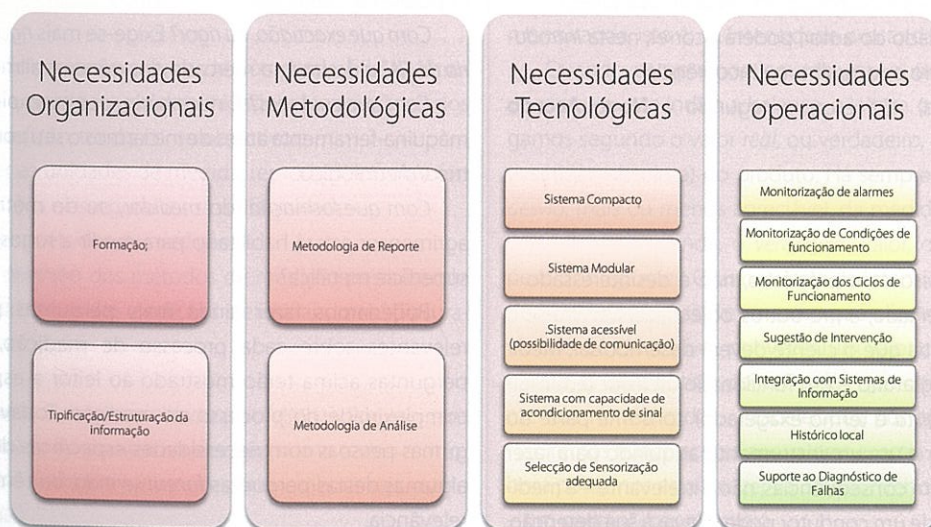 Necessidades
Organizacionais
Formação;
Tipificação/Estruturação da
informação
Necessidades
Metodológicas
Metodologia de Reporte
Metodologia de Análise
Necessidades
Tecnológicas
Sistema Compacto
Sistema Modular
.Sistema acessível
(possibilidade de comunicação)
Sistema com capacidade de
acondicionamento de sinal
Selecção de Sensorização
adequada
Necessidades
operacionais
Monitorização de alarmes
Monitorização de Condições de
funcionamento
Monitorização dos Ciclos de
Funcionamento
Sugestão de Intervenção
Integração com Sistemas de
Informação
Histórico local
Suporte ao Diagnóstico de
Falhas